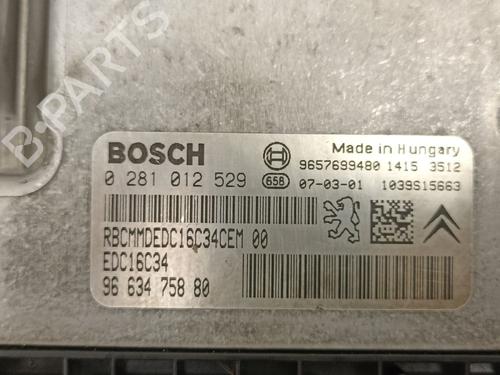 B-PARTS
BOSCH
Made in Hungary
9657699480 1415 3512
0 281 012 529 658 07-03-01 1039S15663
RBCMMDEDC16C34CEM 00
EDC16C34
96 634 758 80